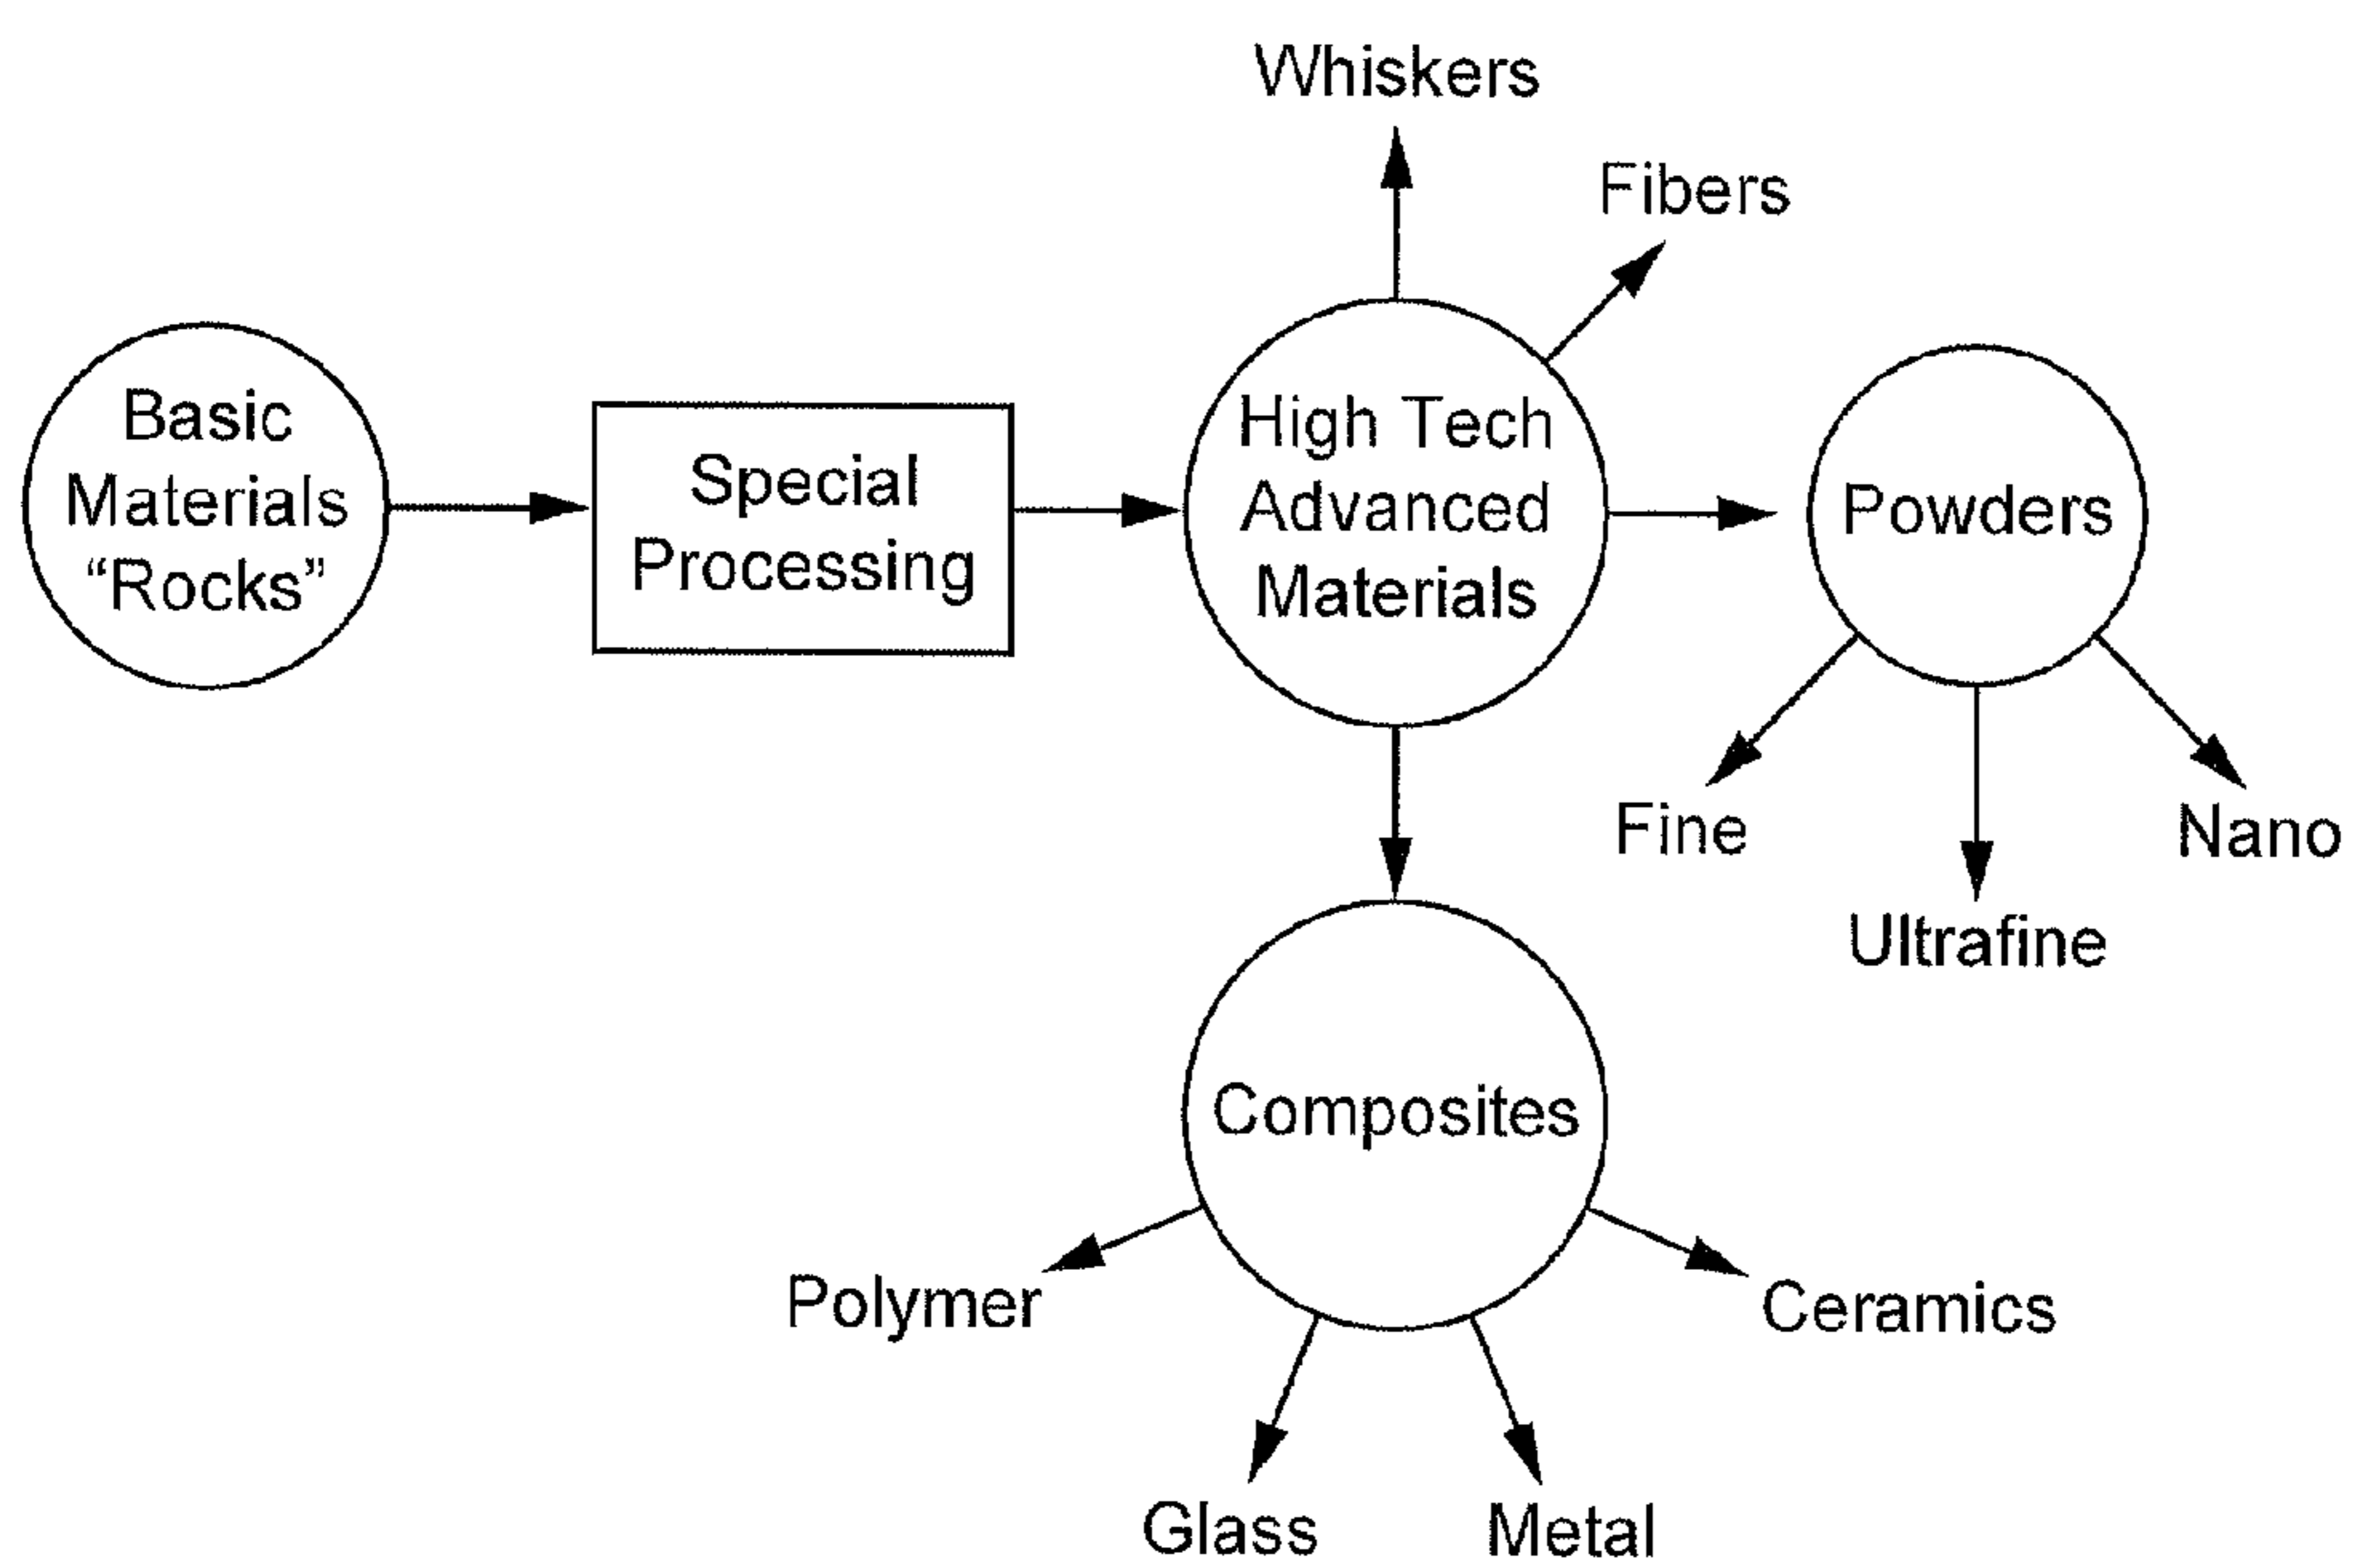 Whiskers
Fibers
Basic
Materials
“Rocks”
Special
Processing
High Tech
Advanced
Materials
Powders
Fine
Nano
Ultrafine
Composites
Polymer
Ceramics
Glass
Metal